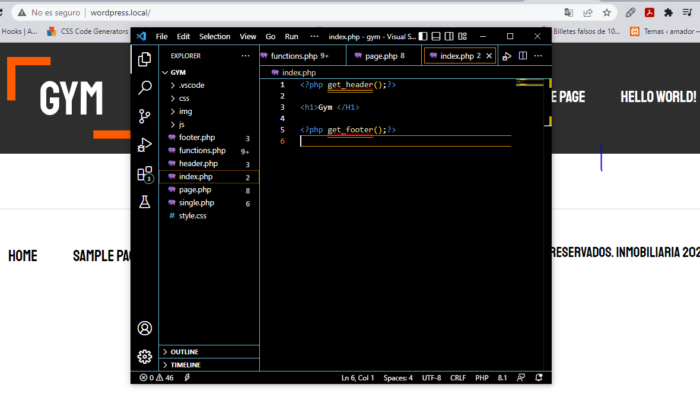 No es seguro | wordpress.local/
Hooks | A... CSS Code Generators
Billetes falsos de 10... Temas › amador –
File Edit Selection View Go Run ··· index.php - gym - Visual S...
EXPLORER ···
functions.php 9+ page.php 8 index.php 2
GYM
index.php
.vscode
css
img
js
footer.php 3
functions.php 9+
header.php 3
index.php 2
page.php 8
single.php 6
# style.css
OUTLINE
TIMELINE
1 <?php get_header();?>
2
3 <h1>Gym </H1>
4
5 <?php get_footer();?>
6
3
0 46 Ln 6, Col 1 Spaces: 4 UTF-8 CRLF PHP 8.1
GYM
E PAGE HELLO WORLD!
HOME SAMPLE PA
RESERVADOS. INMOBILIARIA 202